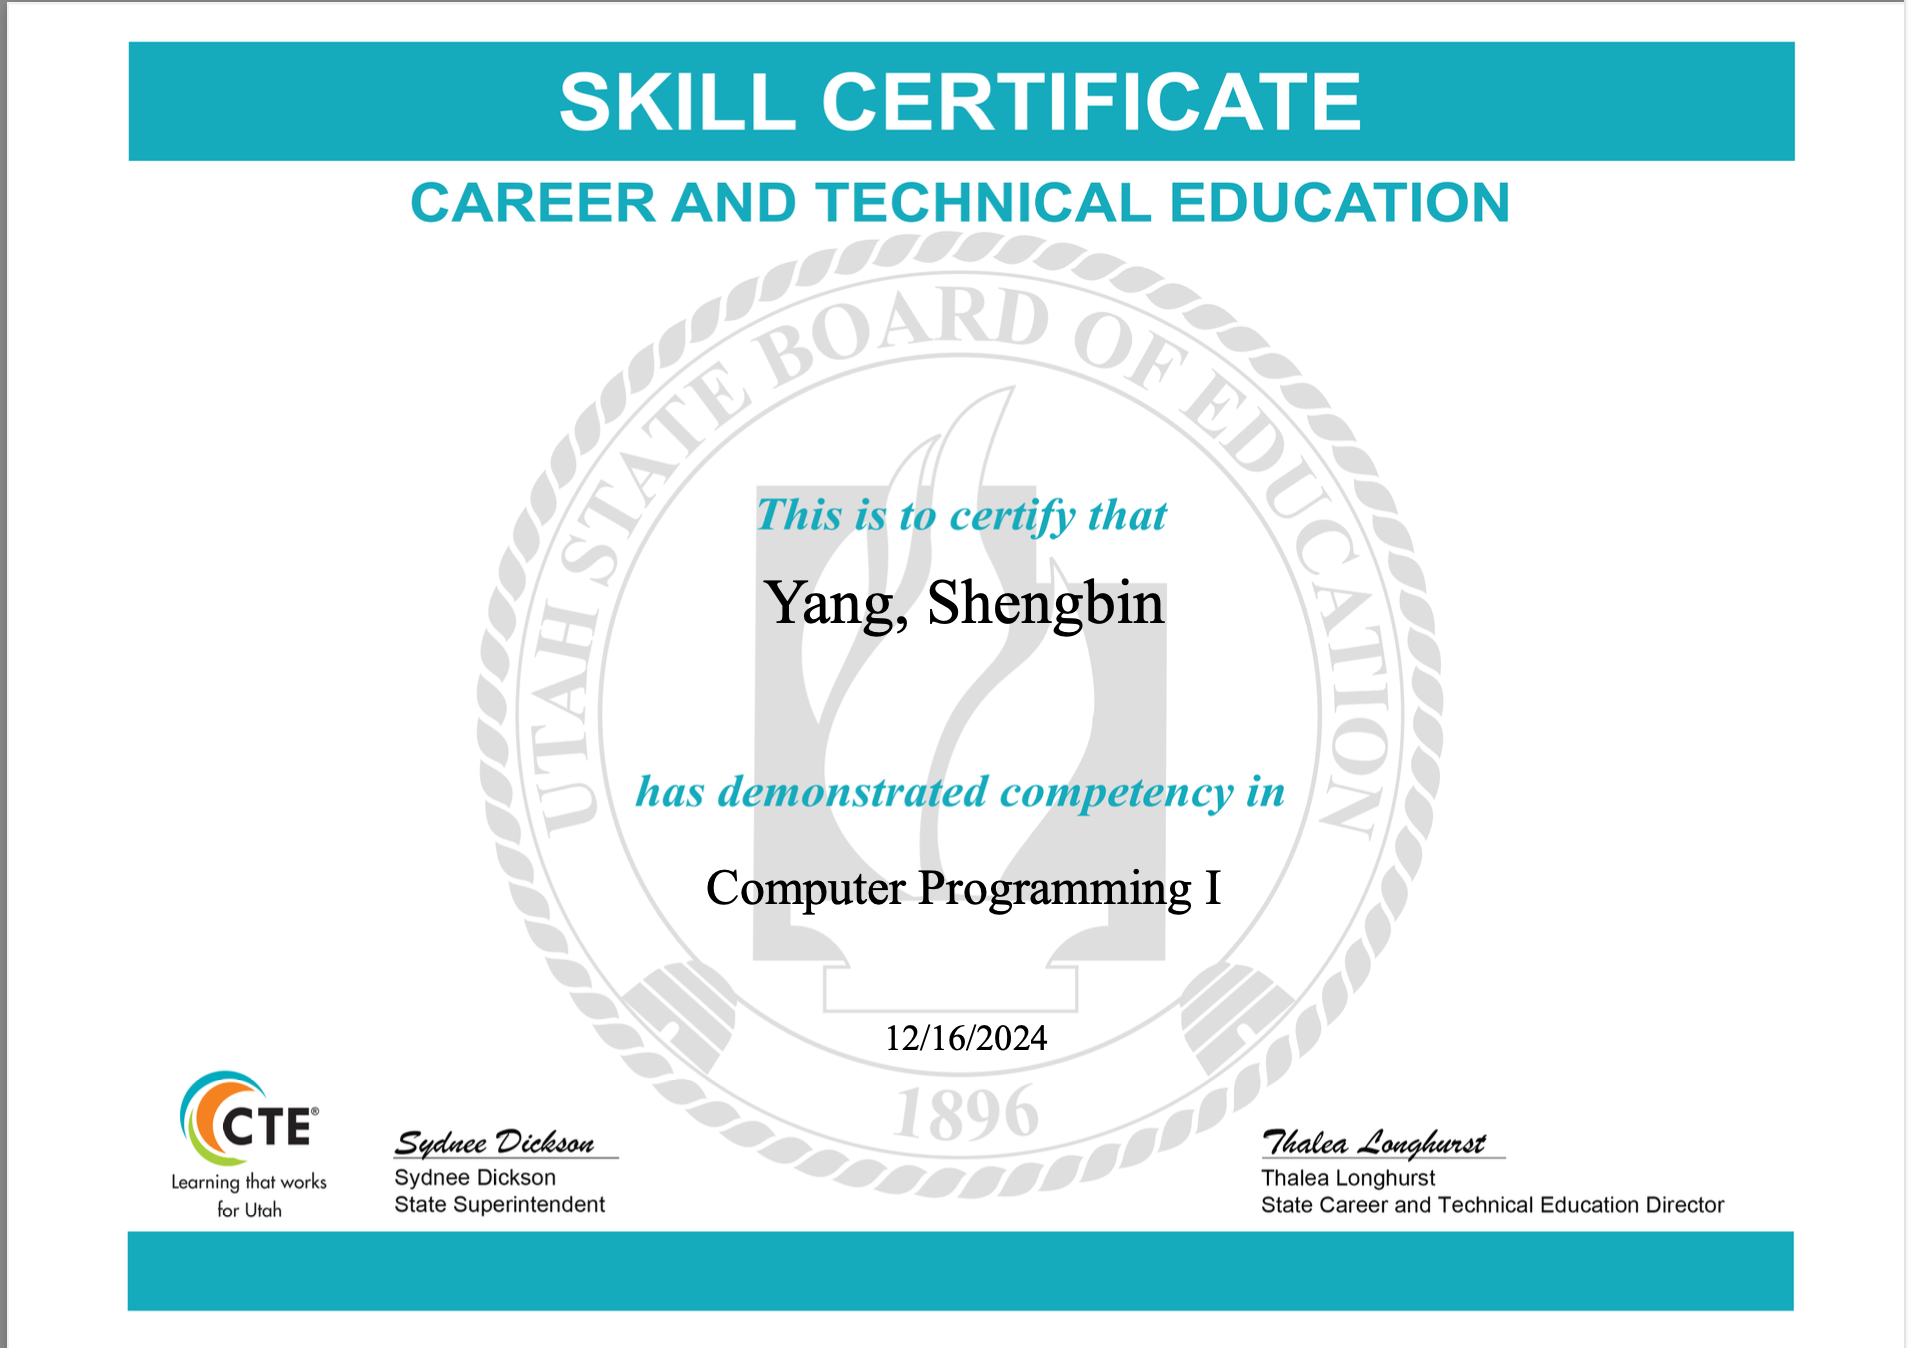 SKILL CERTIFICATE
CAREER AND TECHNICAL EDUCATION
UTAH STATE BOARD OF EDUCATION
This is to certify that
Yang, Shengbin
has demonstrated competency in
Computer Programming I
12/16/2024
1896
CTE®
Learning that works
for Utah
Sydnee Dickson
Sydnee Dickson
State Superintendent
Thalea Longhurst
Thalea Longhurst
State Career and Technical Education Director